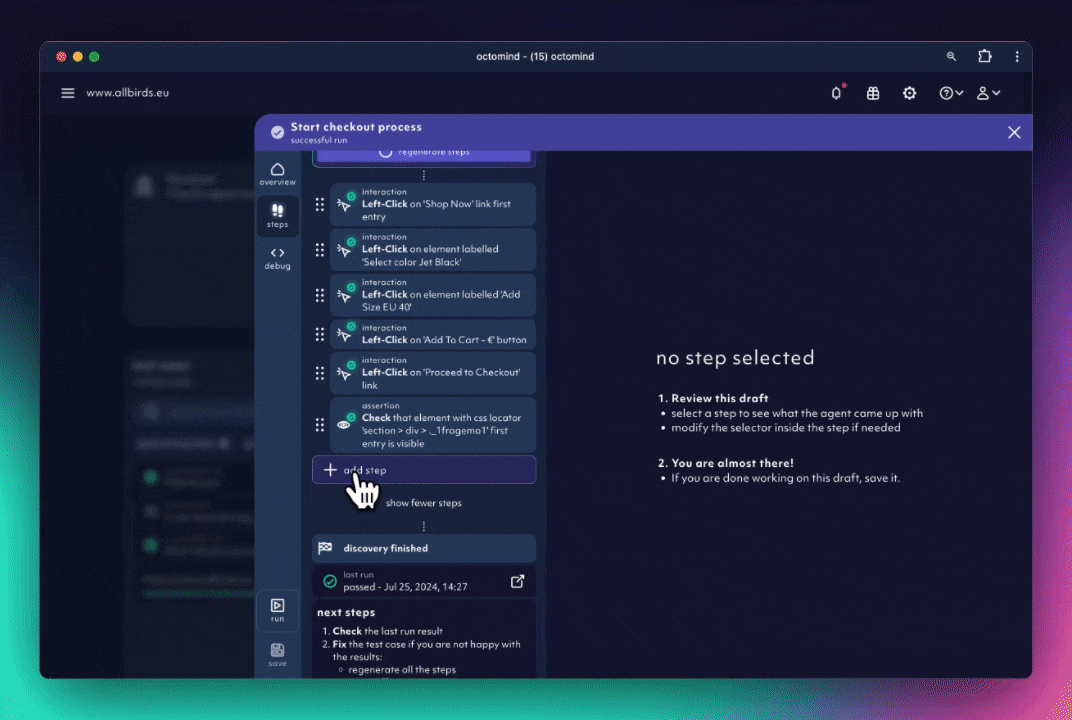 octomind - (15) octomind
www.allbirds.eu
Start checkout process
successful run
overview
steps
debug
run
save
regenerate steps
interaction
Left-Click on 'Shop Now' link first
entry
interaction
Left-Click on element labelled
'Select color Jet Black'
interaction
Left-Click on element labelled 'Add
Size EU 40'
interaction
Left-Click on 'Add To Cart - €' button
interaction
Left-Click on 'Proceed to Checkout'
link
assertion
Check that element with css locator
'section > div > ._1fragemo1' first
entry is visible
add step
show fewer steps
discovery finished
last run
passed - Jul 25, 2024, 14:27
next steps
1. Check the last run result
2. Fix the test case if you are not happy with
the results:
regenerate all the steps
no step selected
1. Review this draft
• select a step to see what the agent came up with
• modify the selector inside the step if needed
2. You are almost there!
• If you are done working on this draft, save it.